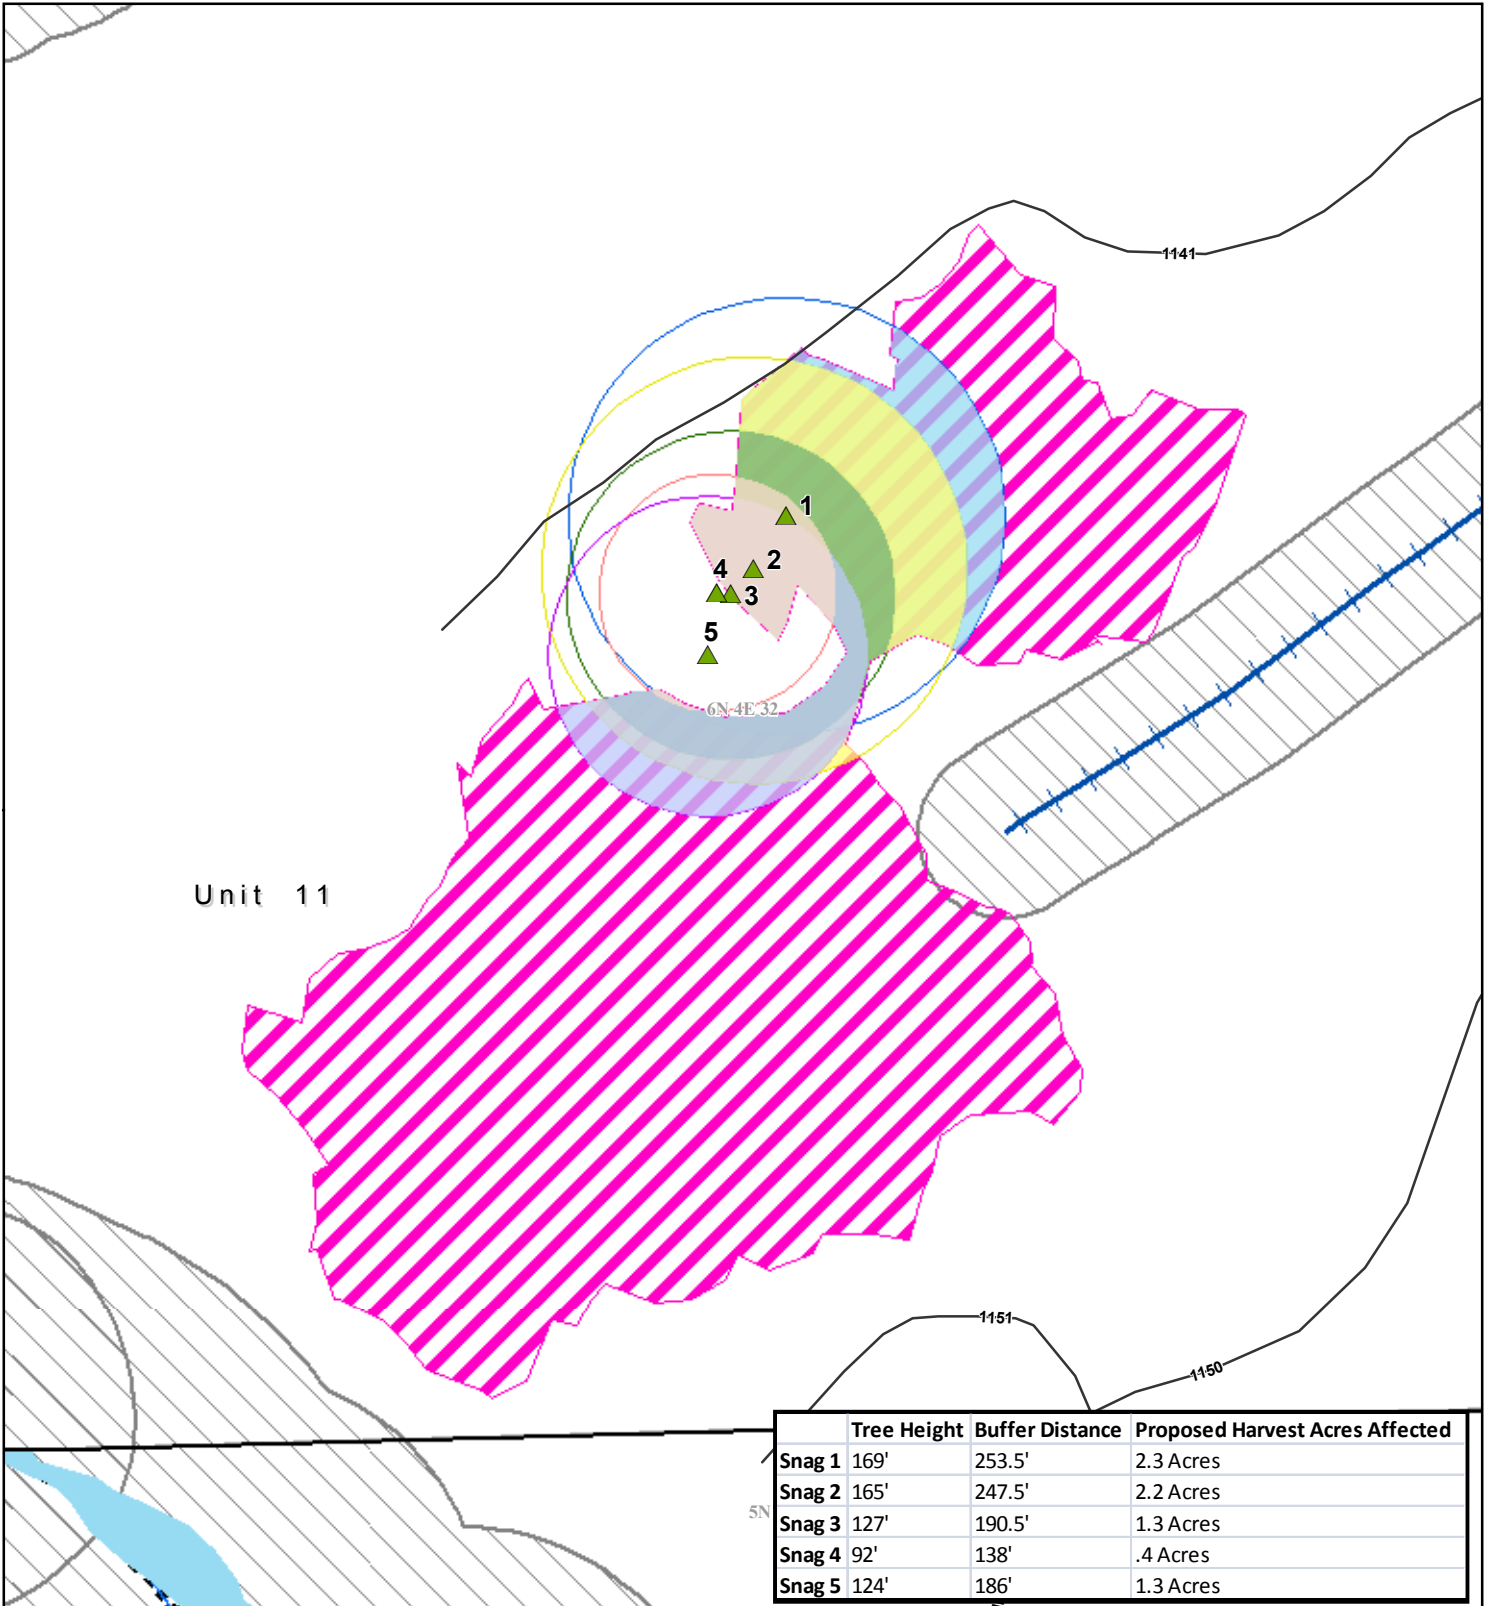 1141
1
2
4
3
5
6N 4E 32
Unit 11
1151
1150
5N
Tree Height Buffer Distance Proposed Harvest Acres Affected
Snag 1 169' 253.5' 2.3 Acres
Snag 2 165' 247.5' 2.2 Acres
Snag 3 127' 190.5' 1.3 Acres
Snag 4 92' 138' .4 Acres
Snag 5 124' 186' 1.3 Acres